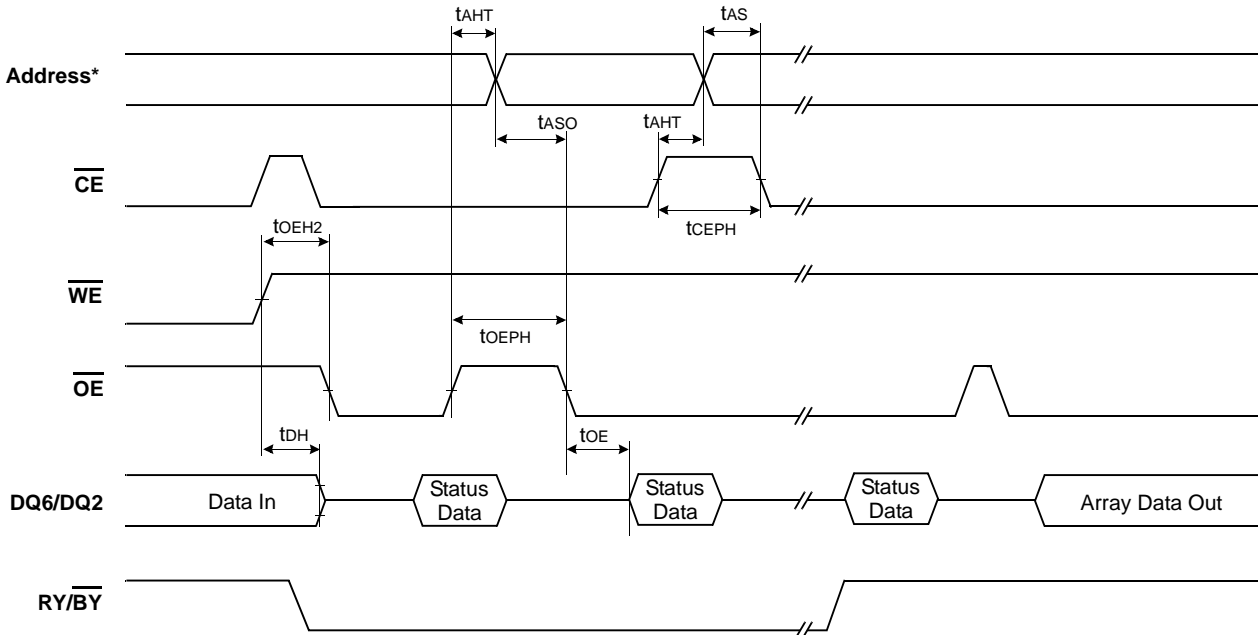 tAHT
tAS
Address*
tASO
tAHT
CE
tOEH2
tCEPH
WE
tOEPH
OE
tDH
tOE
DQ6/DQ2
Data In
Status
Data
Status
Data
Status
Data
Array Data Out
RY/BY